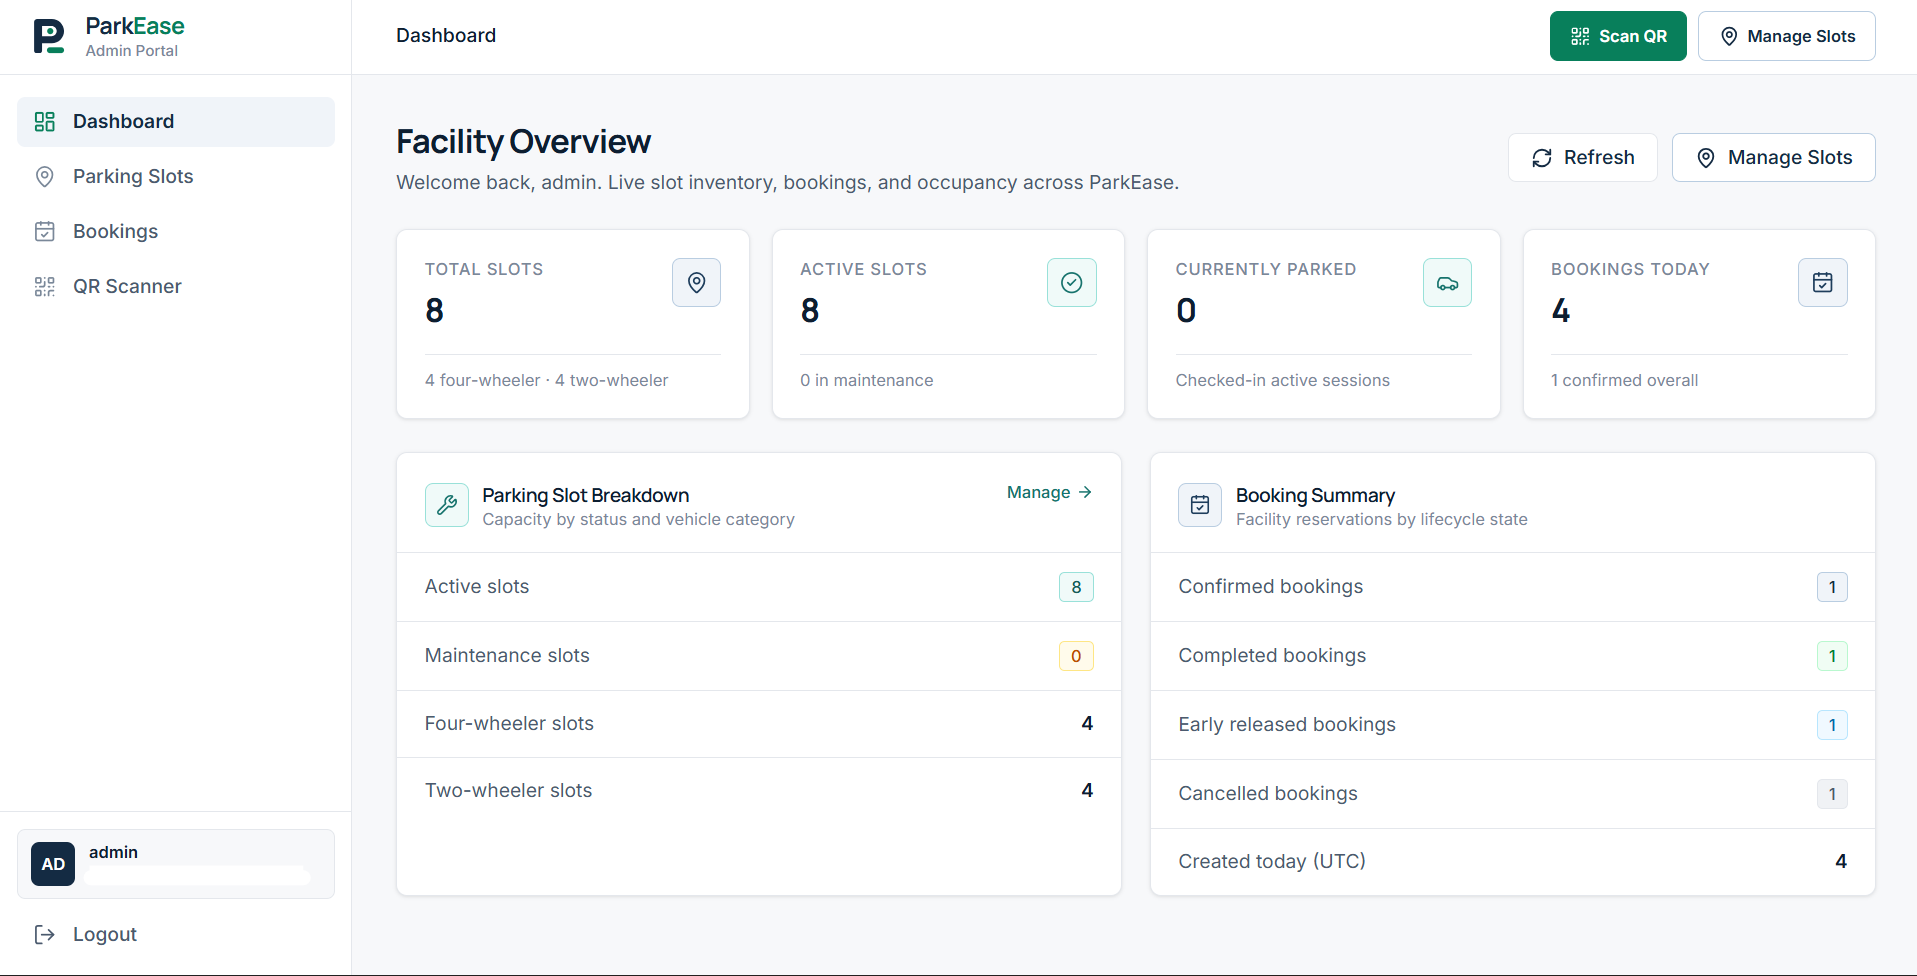 ParkEase
Admin Portal
Dashboard
Scan QR
Manage Slots
Dashboard
Parking Slots
Bookings
QR Scanner
Facility Overview
Welcome back, admin. Live slot inventory, bookings, and occupancy across ParkEase.
Refresh
Manage Slots
TOTAL SLOTS
8
4 four-wheeler · 4 two-wheeler
ACTIVE SLOTS
8
0 in maintenance
CURRENTLY PARKED
0
Checked-in active sessions
BOOKINGS TODAY
4
1 confirmed overall
Parking Slot Breakdown
Capacity by status and vehicle category
Manage →
Active slots 8
Maintenance slots 0
Four-wheeler slots 4
Two-wheeler slots 4
Booking Summary
Facility reservations by lifecycle state
Confirmed bookings 1
Completed bookings 1
Early released bookings 1
Cancelled bookings 1
Created today (UTC) 4
AD
admin
Logout